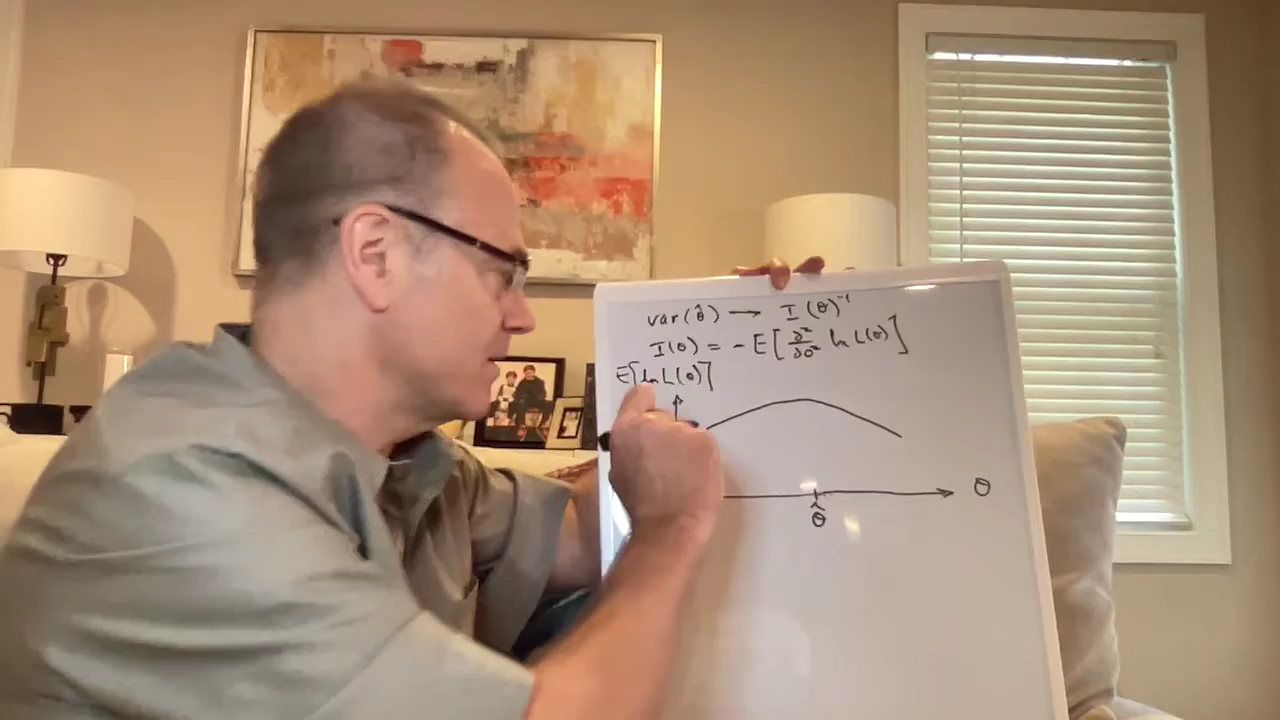 var(θ̂) → I(θ)⁻¹
I(θ) = -E[∂²/∂θ² ln L(θ)]
E[ln L(θ)]
θ
θ̂